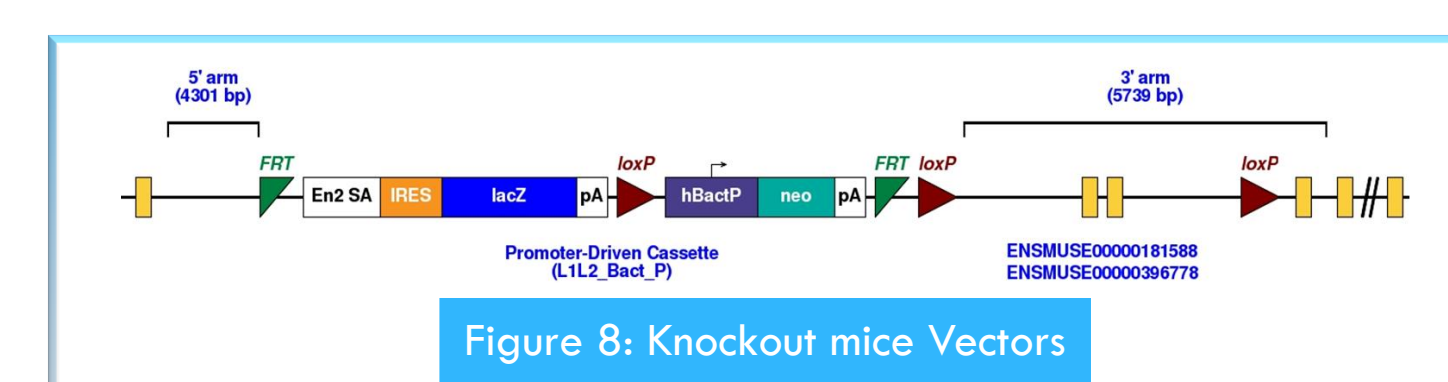 5' arm
(4301 bp)
3' arm
(5739 bp)
FRT
loxP
FRT
loxP
loxP
En2 SA
IRES
lacZ
pA
hBactP
neo
pA
Promoter-Driven Cassette
(L1L2_Bact_P)
ENSMUSE00000181588
ENSMUSE00000396778
Figure 8: Knockout mice Vectors